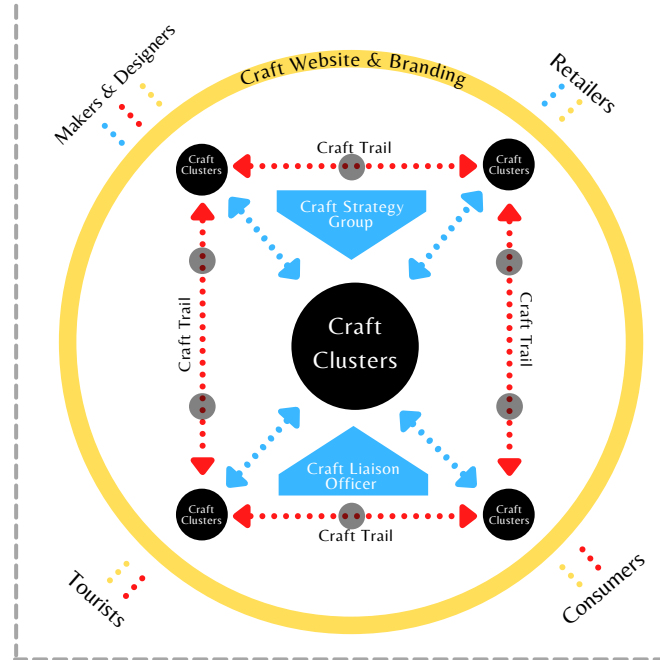 Craft Website & Branding
Makers & Designers
Retailers
Craft
Clusters
Craft Trail
Craft
Clusters
Craft Strategy
Group
Craft Trail
Craft
Clusters
Craft Trail
Craft Liaison
Officer
Craft
Clusters
Craft Trail
Craft
Clusters
Tourists
Consumers